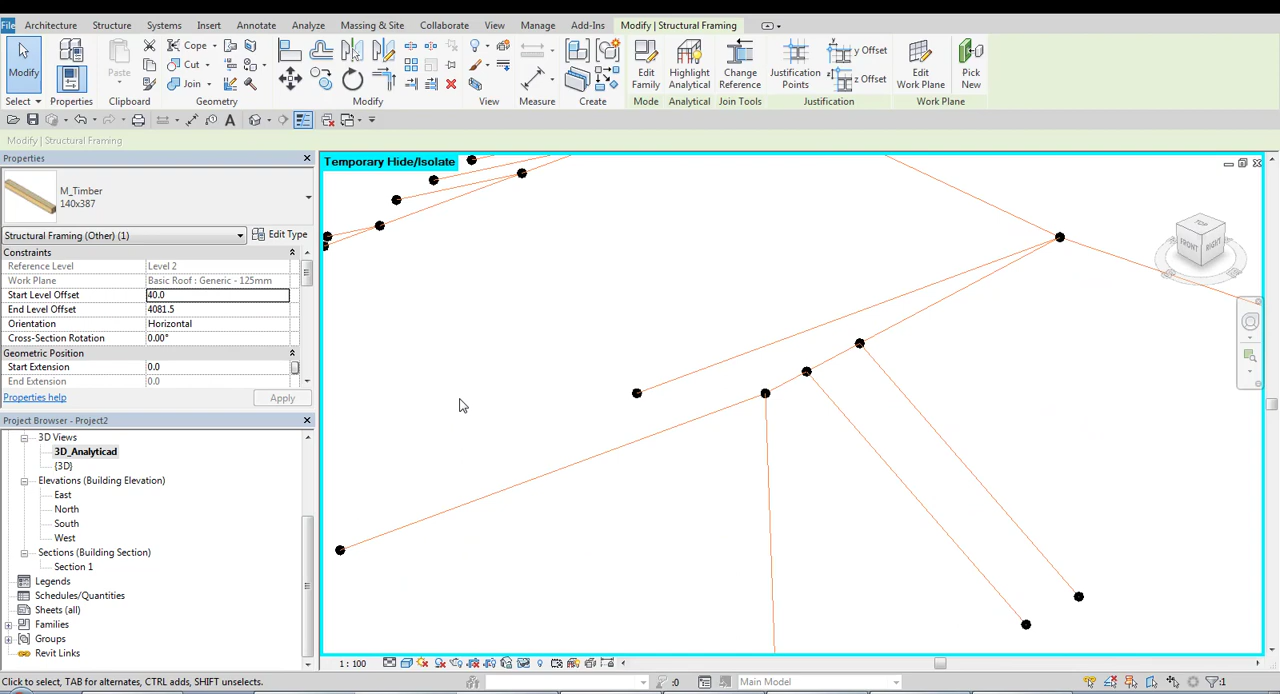 File Architecture Structure Systems Insert Annotate Analyze Massing & Site Collaborate View Manage Add-Ins Modify | Structural Framing
Modify
Select
Properties
Paste
Clipboard
Cope
Cut
Join
Geometry
Modify
View
Measure
Create
Edit Family
Mode
Highlight Analytical
Analytical
Change Reference
Join Tools
Justification Points
y Offset
z Offset
Justification
Edit Work Plane
Work Plane
Pick New
Modify | Structural Framing
Properties
M_Timber
140x387
Structural Framing (Other) (1)
Edit Type
Constraints
Reference Level Level 2
Work Plane Basic Roof : Generic - 125mm
Start Level Offset 40.0
End Level Offset 4081.5
Orientation Horizontal
Cross-Section Rotation 0.00°
Geometric Position
Start Extension 0.0
End Extension 0.0
Properties help Apply
Project Browser - Project2
3D Views
3D_Analyticad
{3D}
Elevations (Building Elevation)
East
North
South
West
Sections (Building Section)
Section 1
Legends
Schedules/Quantities
Sheets (all)
Families
Groups
Revit Links
Temporary Hide/Isolate
TOP
FRONT
RIGHT
1 : 100
Click to select, TAB for alternates, CTRL adds, SHIFT unselects.
:0
Main Model
:1